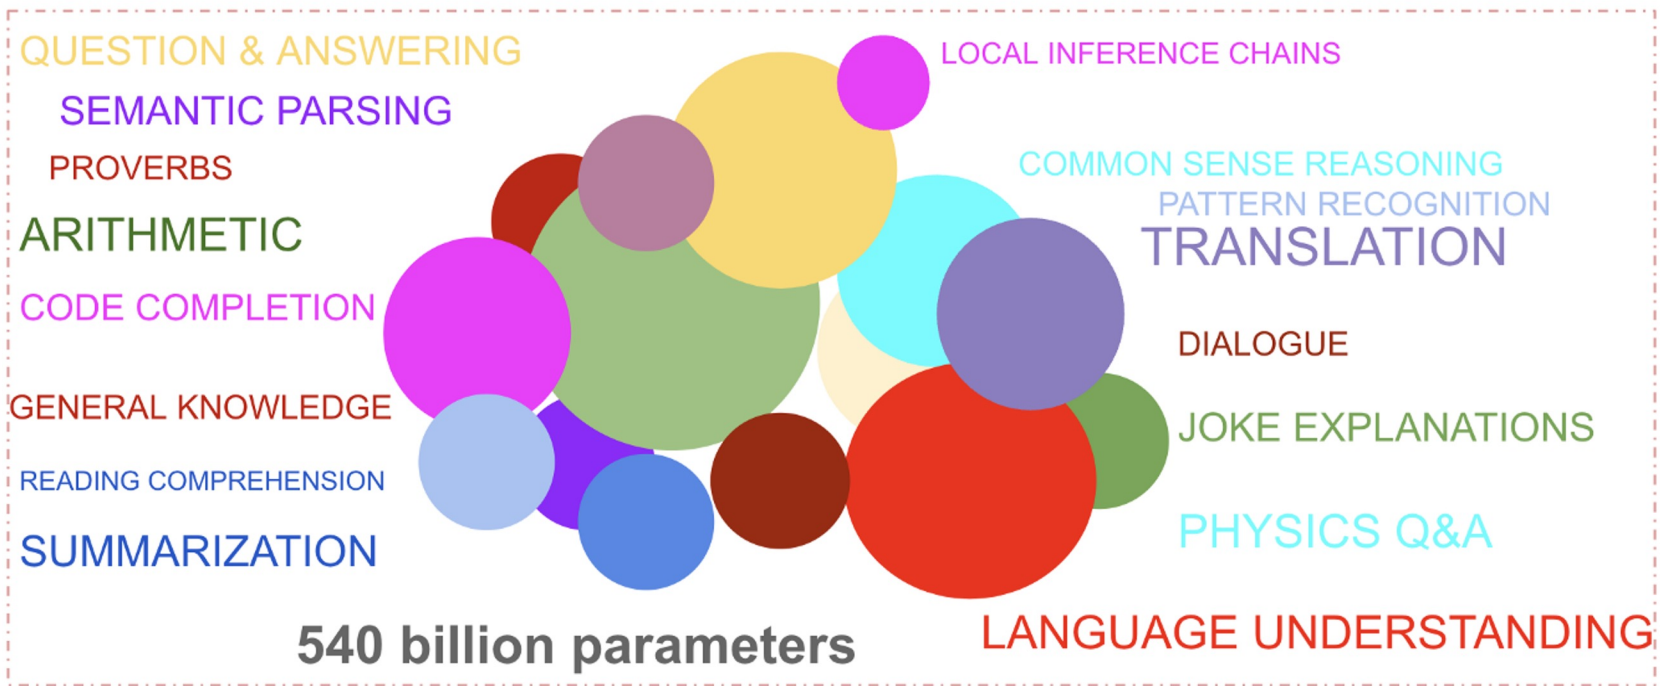 QUESTION & ANSWERING
SEMANTIC PARSING
PROVERBS
ARITHMETIC
CODE COMPLETION
GENERAL KNOWLEDGE
READING COMPREHENSION
SUMMARIZATION
540 billion parameters
LOCAL INFERENCE CHAINS
COMMON SENSE REASONING
PATTERN RECOGNITION
TRANSLATION
DIALOGUE
JOKE EXPLANATIONS
PHYSICS Q&A
LANGUAGE UNDERSTANDING